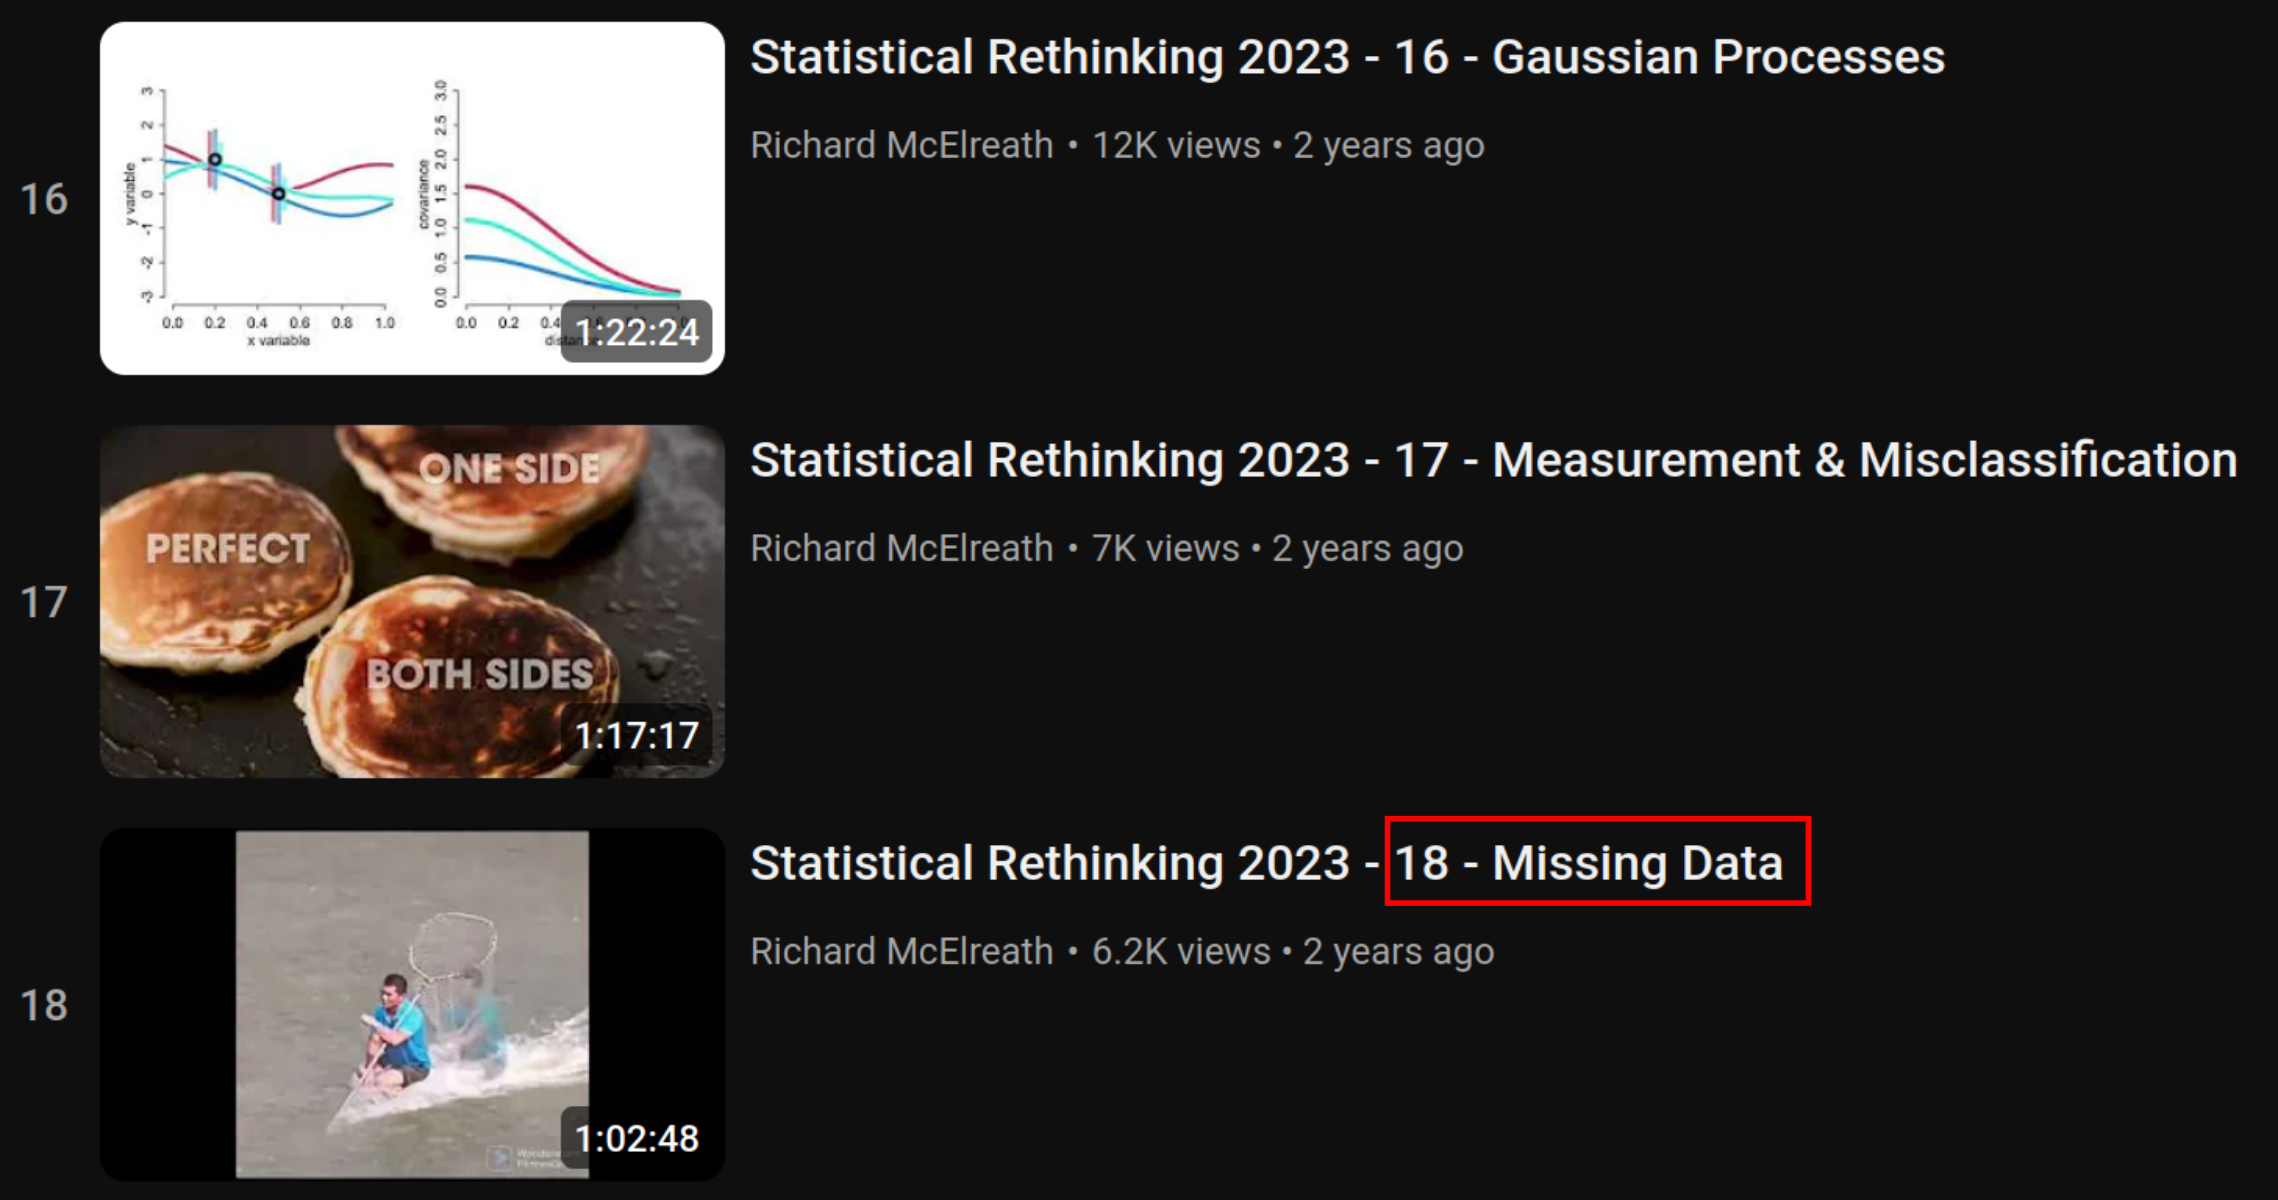 16
3
2
1
0
-1
-2
-3
y variable
0.0 0.2 0.4 0.6 0.8 1.0
x variable
3.0
2.5
2.0
1.5
1.0
0.5
0.0
covariance
0.0 0.2 0.4
1:22:24
Statistical Rethinking 2023 - 16 - Gaussian Processes
Richard McElreath • 12K views • 2 years ago
17
ONE SIDE
PERFECT
BOTH SIDES
1:17:17
Statistical Rethinking 2023 - 17 - Measurement & Misclassification
Richard McElreath • 7K views • 2 years ago
18
1:02:48
Statistical Rethinking 2023 - 18 - Missing Data
Richard McElreath • 6.2K views • 2 years ago